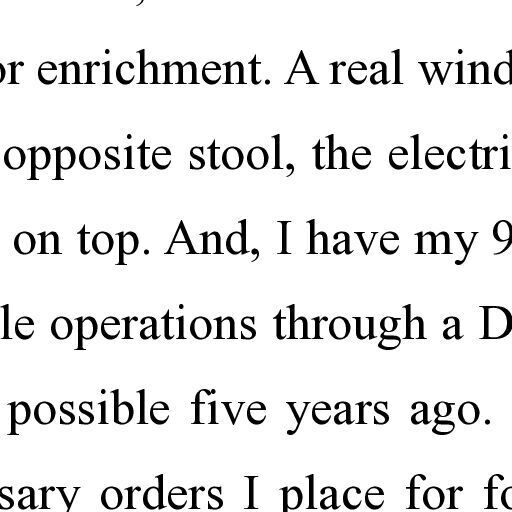 or enrichment. A real wind
opposite stool, the electri
on top. And, I have my 9
le operations through a D
possible five years ago.
sary orders I place for fo